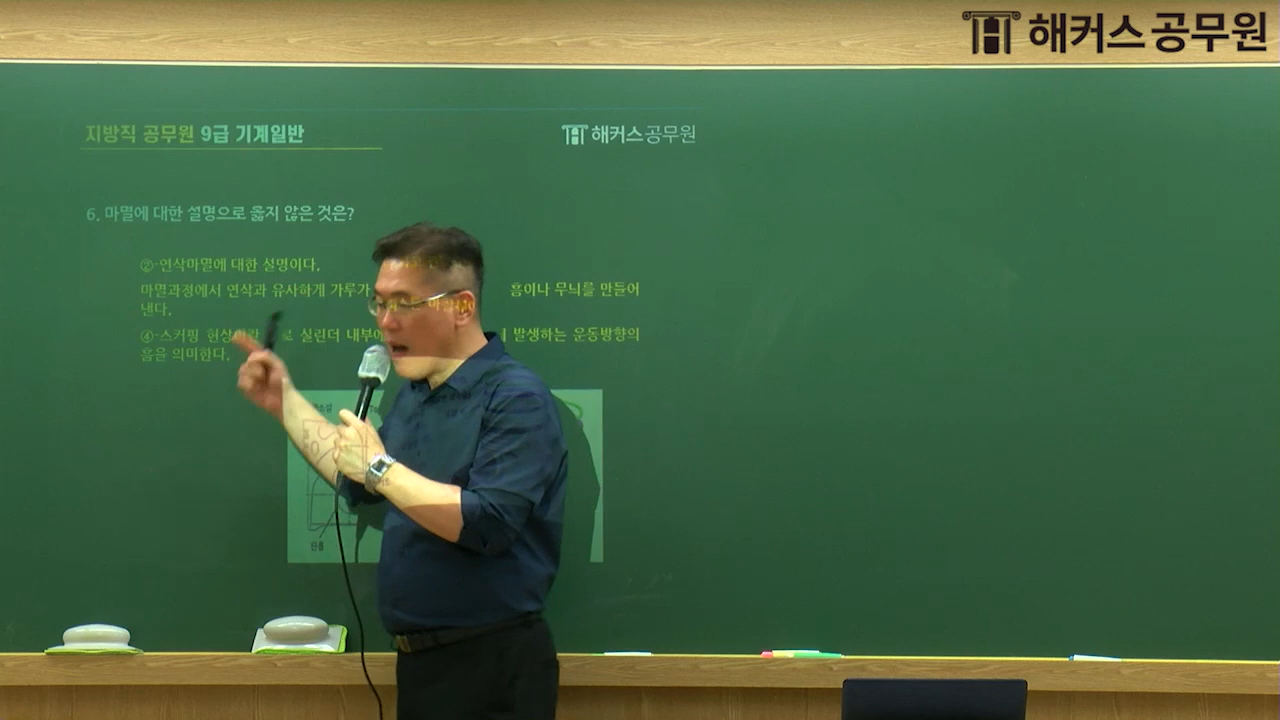 해커스공무원
지방직 공무원 9급 기계일반
해커스공무원
6. 마멸에 대한 설명으로 옳지 않은 것은?
②-연삭마멸에 대한 설명이다.
마멸과정에서 연삭과 유사하게 가루가 흠이나 무늬를 만들어
낸다.
④-스커핑 실린더 내부에 발생하는 운동방향의
흠을 의미한다.